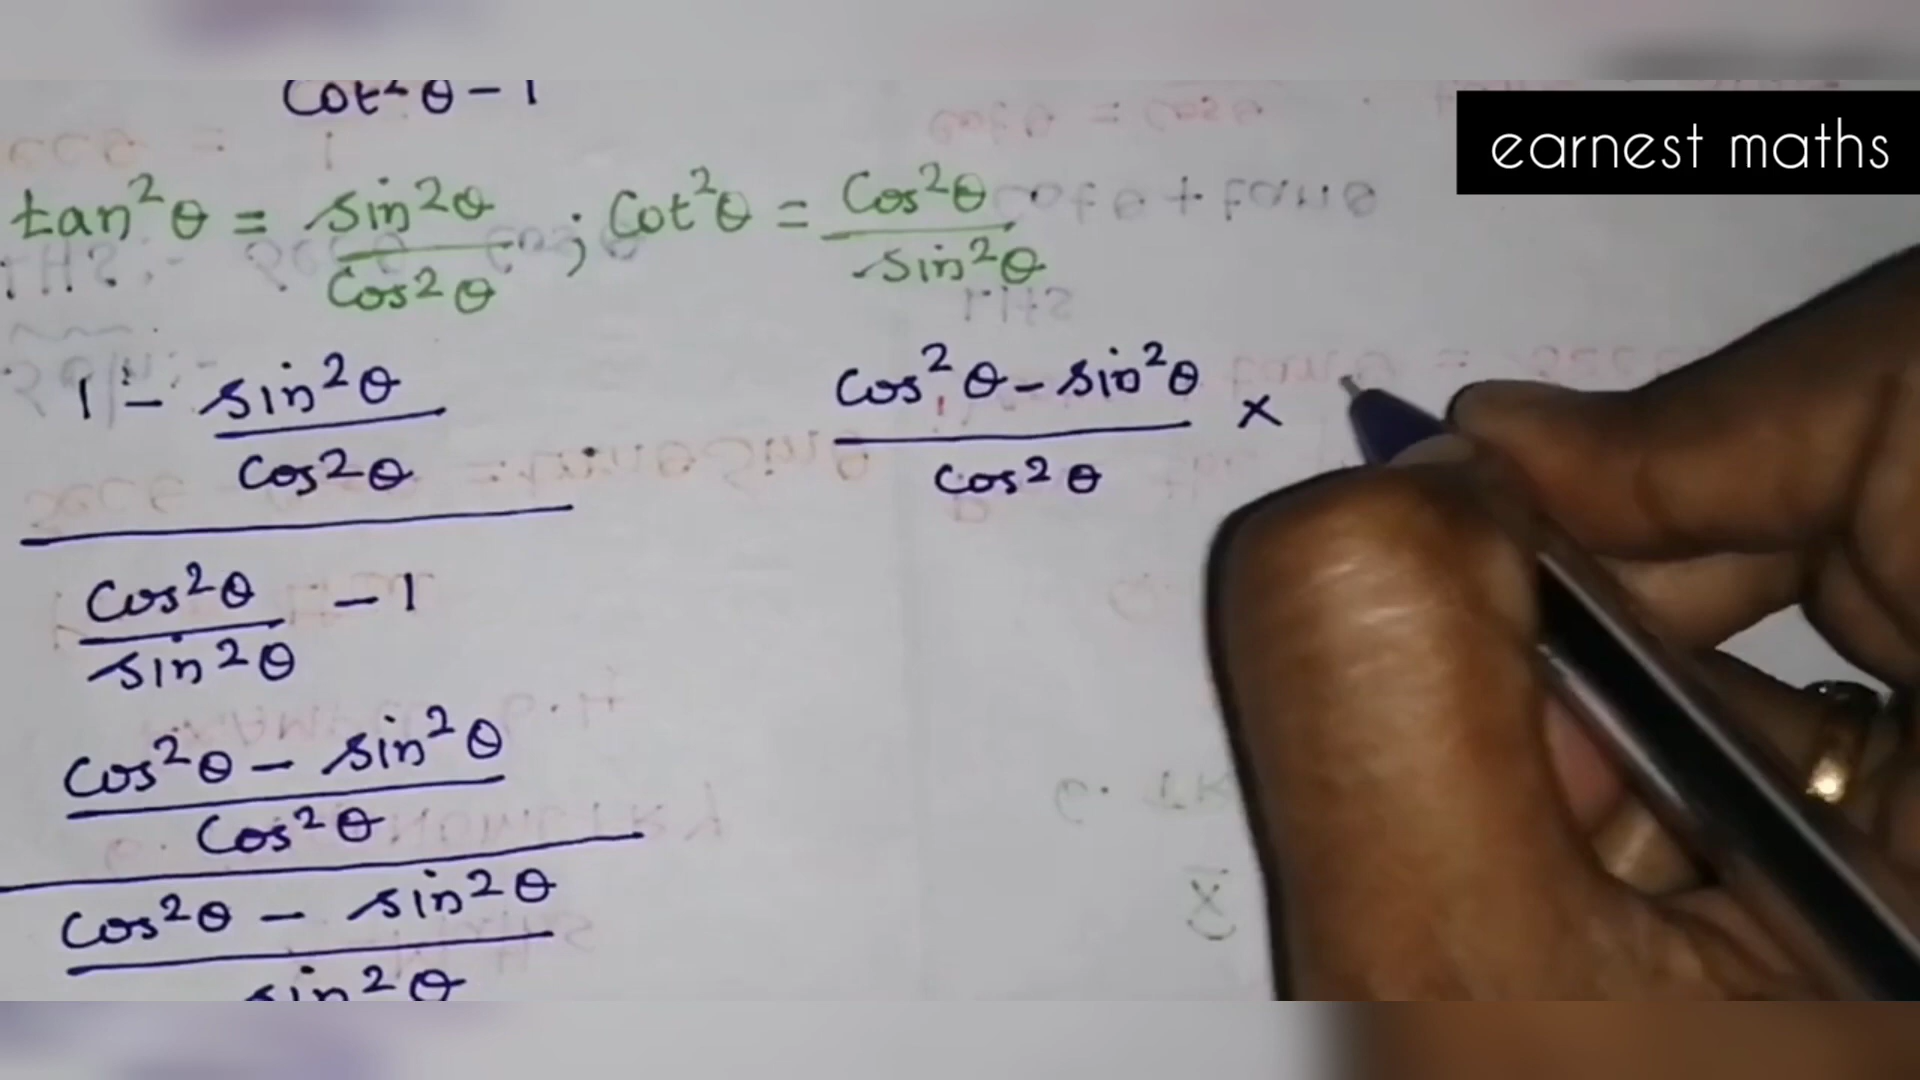 cot²θ - 1
earnest maths
tan²θ = sin²θ/cos²θ ; cot²θ = cos²θ/sin²θ
1 - sin²θ/cos²θ
cos²θ/sin²θ - 1
cos²θ - sin²θ
cos²θ
cos²θ - sin²θ
sin²θ
cos²θ - sin²θ
cos²θ
×